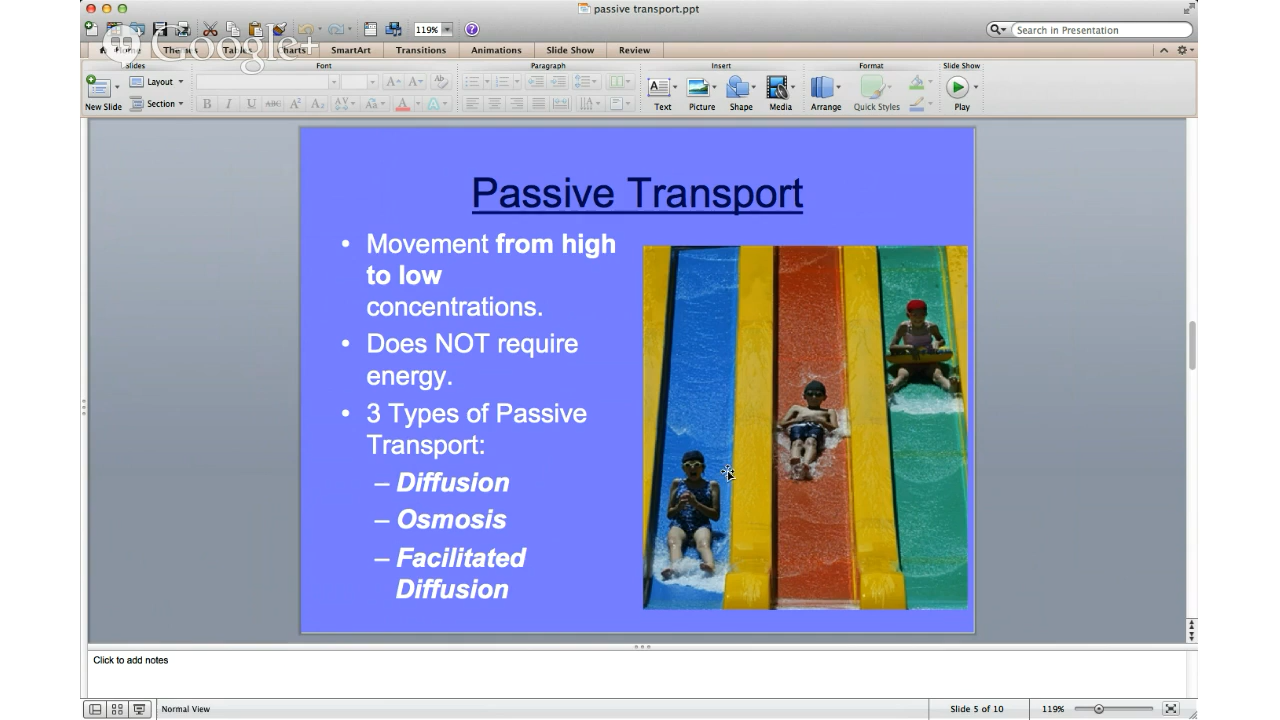 passive transport.ppt
119%
Search in Presentation
Google+
Home Themes Tables Charts SmartArt Transitions Animations Slide Show Review
Slides Font Paragraph Insert Format Slide Show
Layout
New Slide Section
Text Picture Shape Media Arrange Quick Styles Play
Passive Transport
• Movement from high
to low
concentrations.
• Does NOT require
energy.
• 3 Types of Passive
Transport:
– Diffusion
– Osmosis
– Facilitated
Diffusion
Click to add notes
Normal View Slide 5 of 10 119%